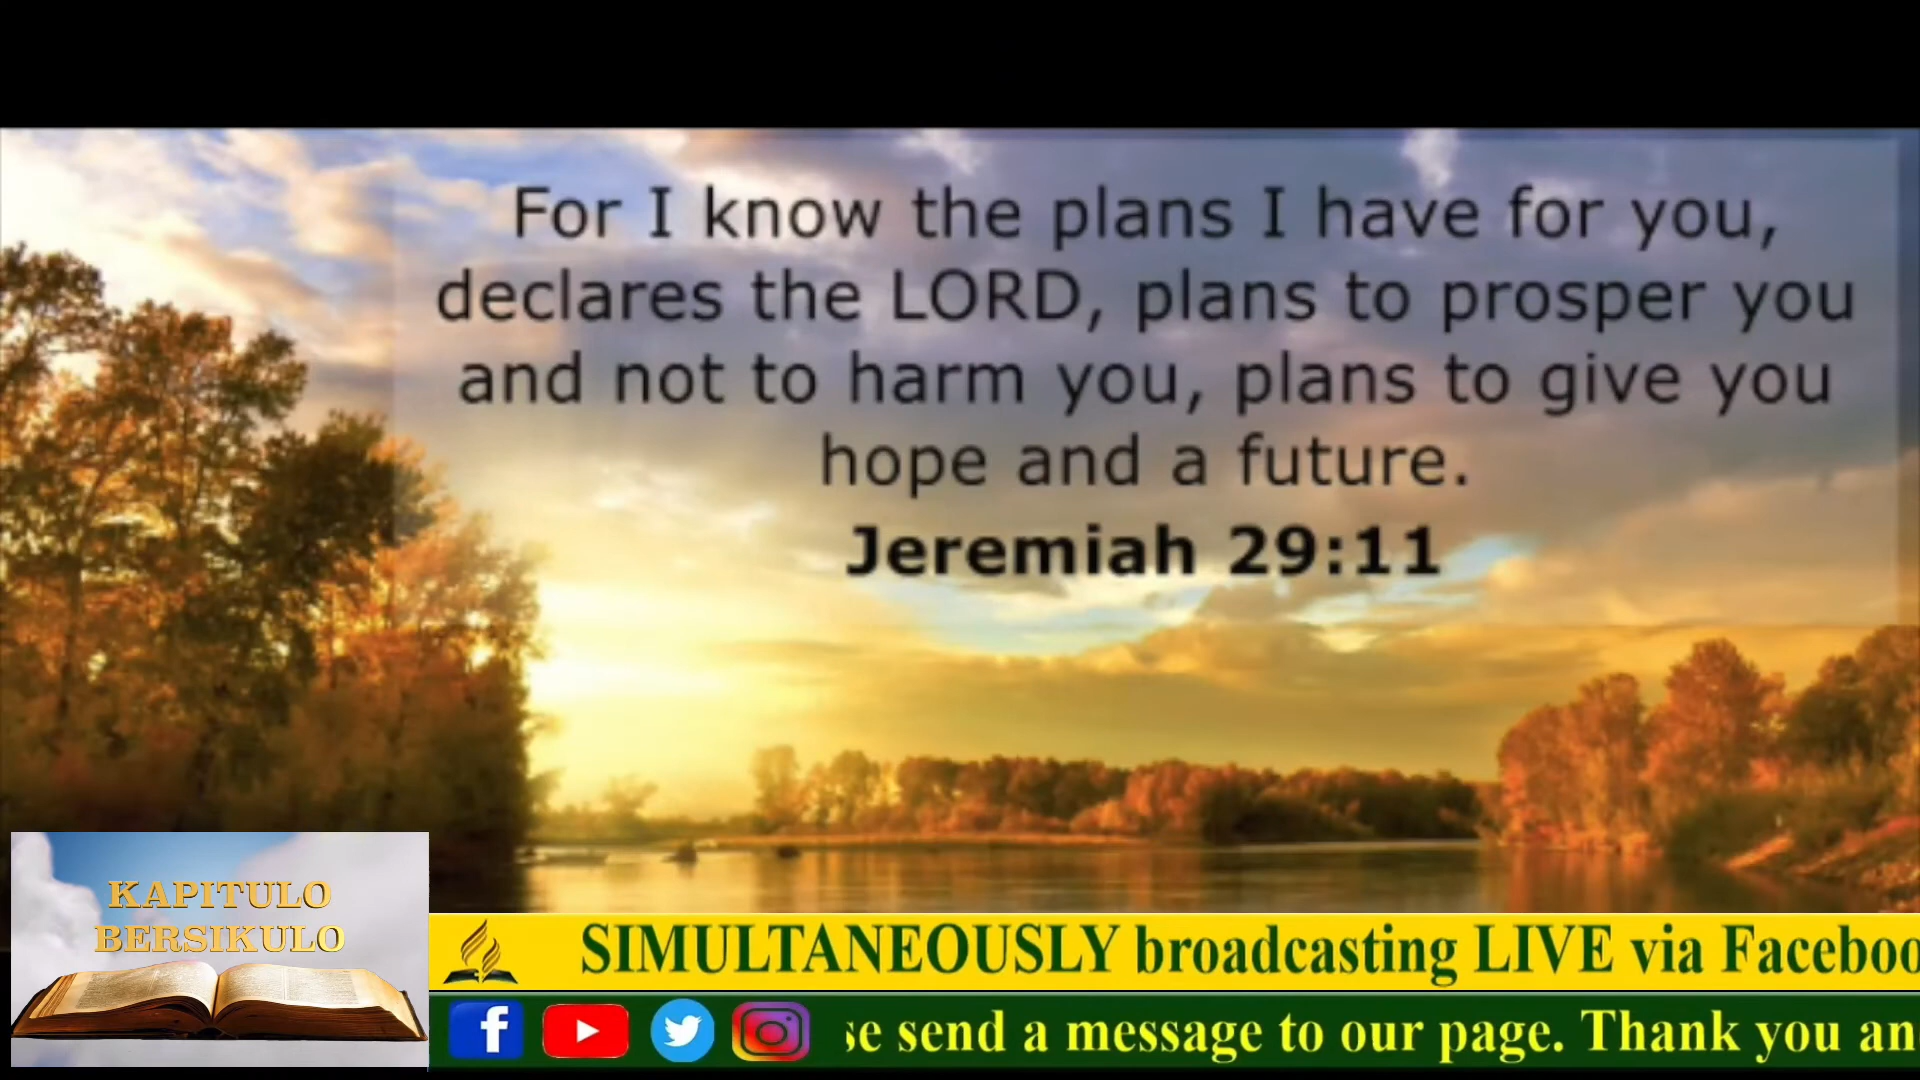 For I know the plans I have for you,
declares the LORD, plans to prosper you
and not to harm you, plans to give you
hope and a future.
Jeremiah 29:11
KAPITULO
BERSIKULO
SIMULTANEOUSLY broadcasting LIVE via
send a message to our page. Thank you